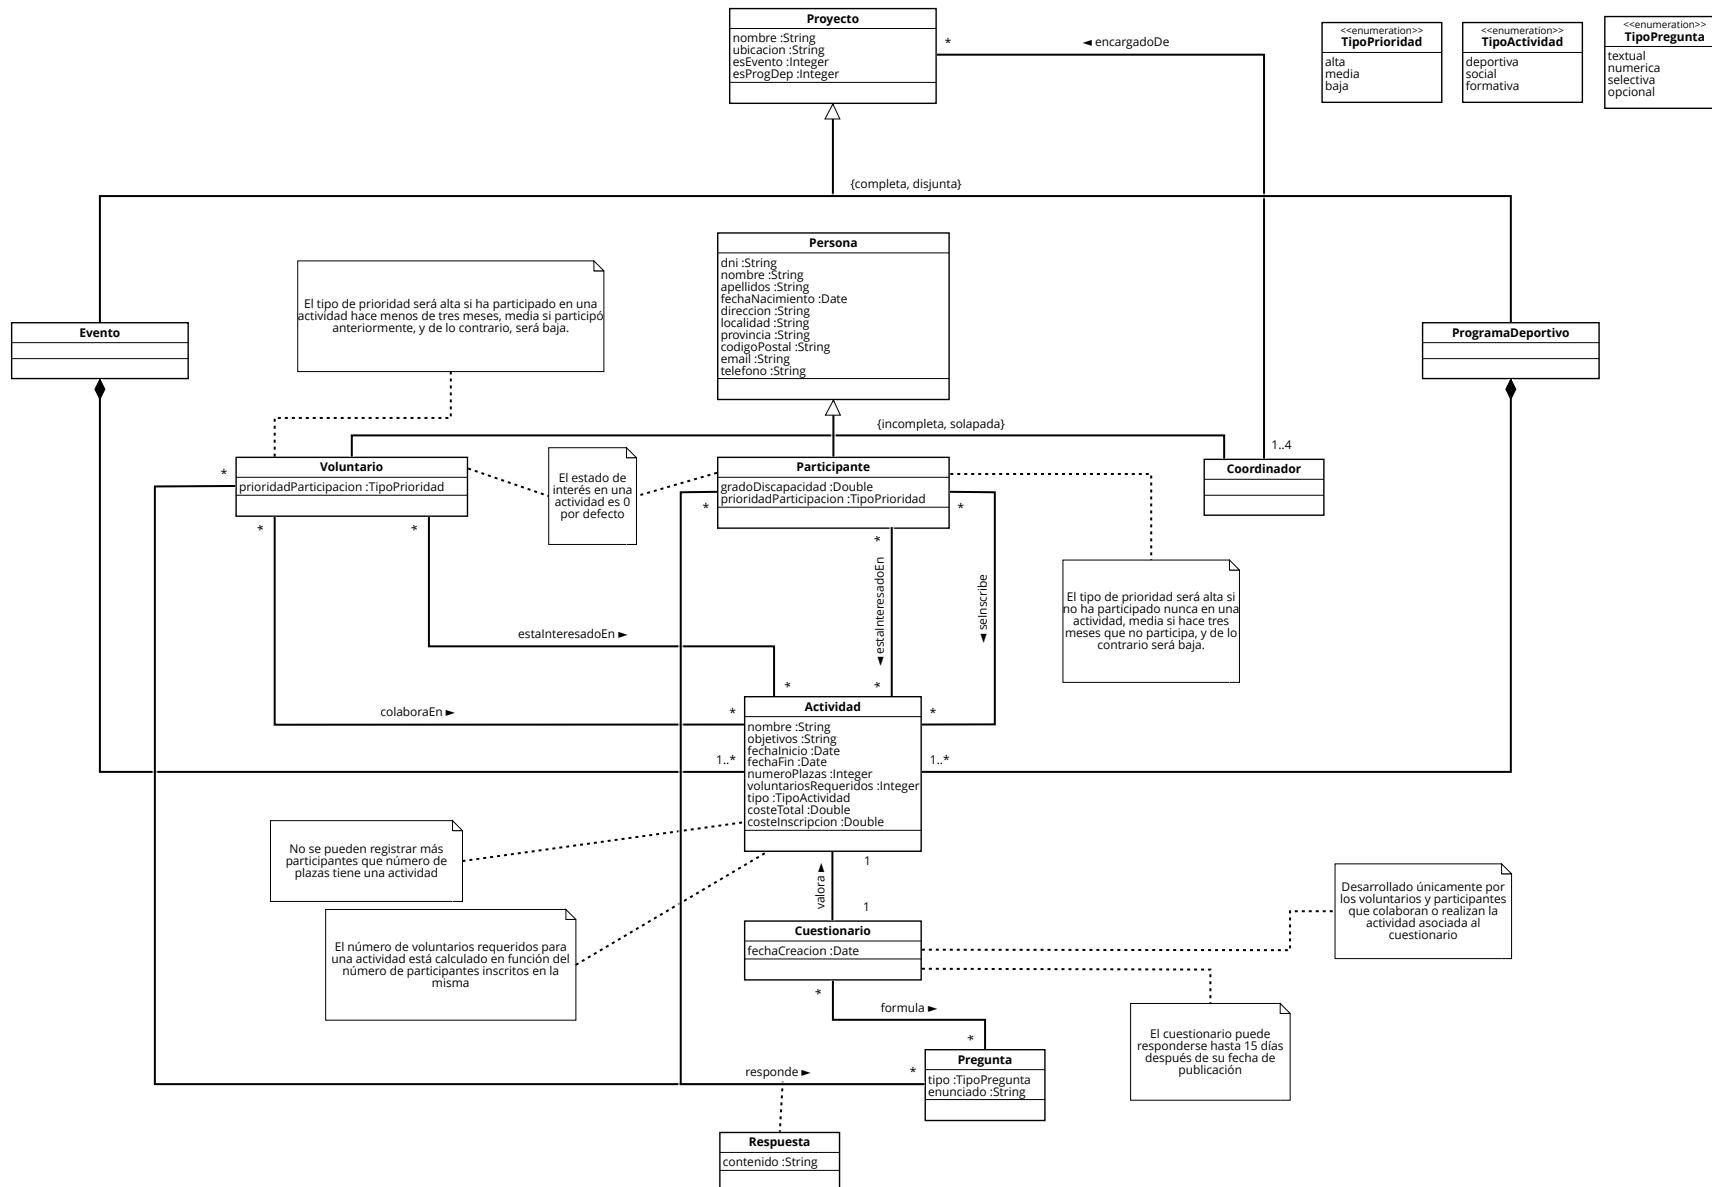 Proyecto
nombre :String
ubicacion :String
esEvento :Integer
esProgDep :Integer
*
◄ encargadoDe
<<enumeration>>
TipoPrioridad
alta
media
baja
<<enumeration>>
TipoActividad
deportiva
social
formativa
<<enumeration>>
TipoPregunta
textual
numerica
selectiva
opcional
{completa, disjunta}
Persona
dni :String
nombre :String
apellidos :String
fechaNacimiento :Date
direccion :String
localidad :String
provincia :String
codigoPostal :String
email :String
telefono :String
El tipo de prioridad será alta si ha participado en una
actividad hace menos de tres meses, media si participó
anteriormente, y de lo contrario, será baja.
Evento
ProgramaDeportivo
{incompleta, solapada}
1..4
*
Voluntario
prioridadParticipacion :TipoPrioridad
El estado de
interés en una
actividad es 0
por defecto
Participante
gradoDiscapacidad :Double
prioridadParticipacion :TipoPrioridad
Coordinador
*
*
*
*
*
◄ estaInteresadoEn
◄ seInscribe
El tipo de prioridad será alta si
no ha participado nunca en una
actividad, media si hace tres
meses que no participa, y de lo
contrario será baja.
estaInteresadoEn ►
*
*
colaboraEn ►
*
*
1..*
1..*
Actividad
nombre :String
objetivos :String
fechaInicio :Date
fechaFin :Date
numeroPlazas :Integer
voluntariosRequeridos :Integer
tipo :TipoActividad
costeTotal :Double
costeInscripcion :Double
No se pueden registrar más
participantes que número de
plazas tiene una actividad
1
valora ►
1
El número de voluntarios requeridos para
una actividad está calculado en función del
número de participantes inscritos en la
misma
Cuestionario
fechaCreacion :Date
Desarrollado únicamente por
los voluntarios y participantes
que colaboran o realizan la
actividad asociada al
cuestionario
*
formula ►
*
El cuestionario puede
responderse hasta 15 días
después de su fecha de
publicación
Pregunta
tipo :TipoPregunta
enunciado :String
responde ►
*
Respuesta
contenido :String